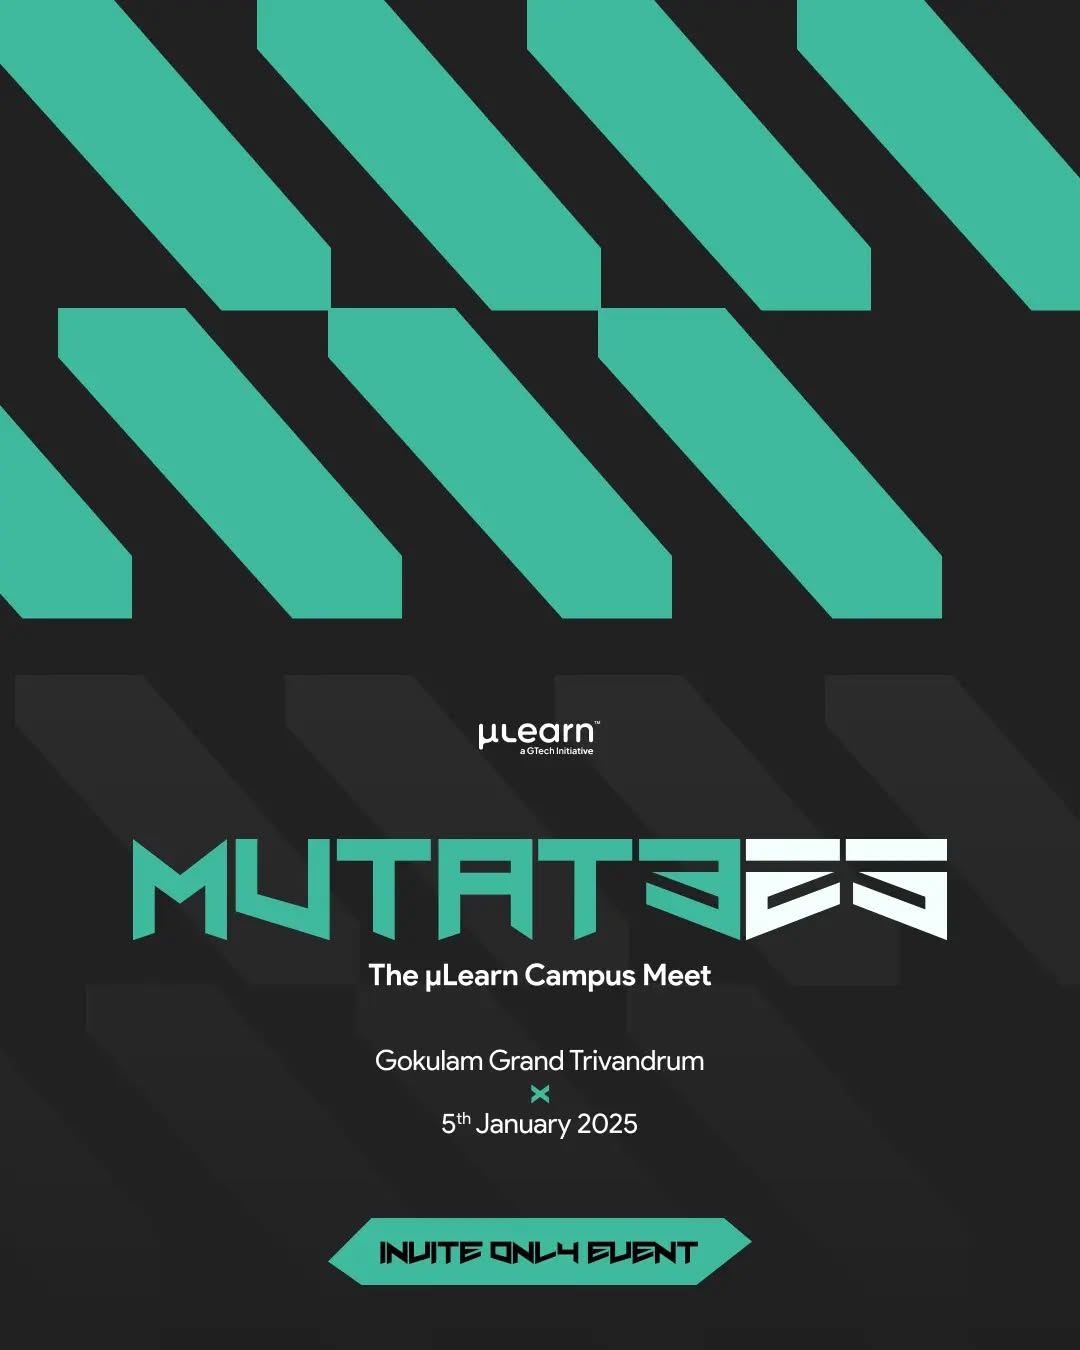 µLearn™
a GTech Initiative
MUTATE25
The µLearn Campus Meet
Gokulam Grand Trivandrum
5th January 2025
INVITE ONLY EVENT